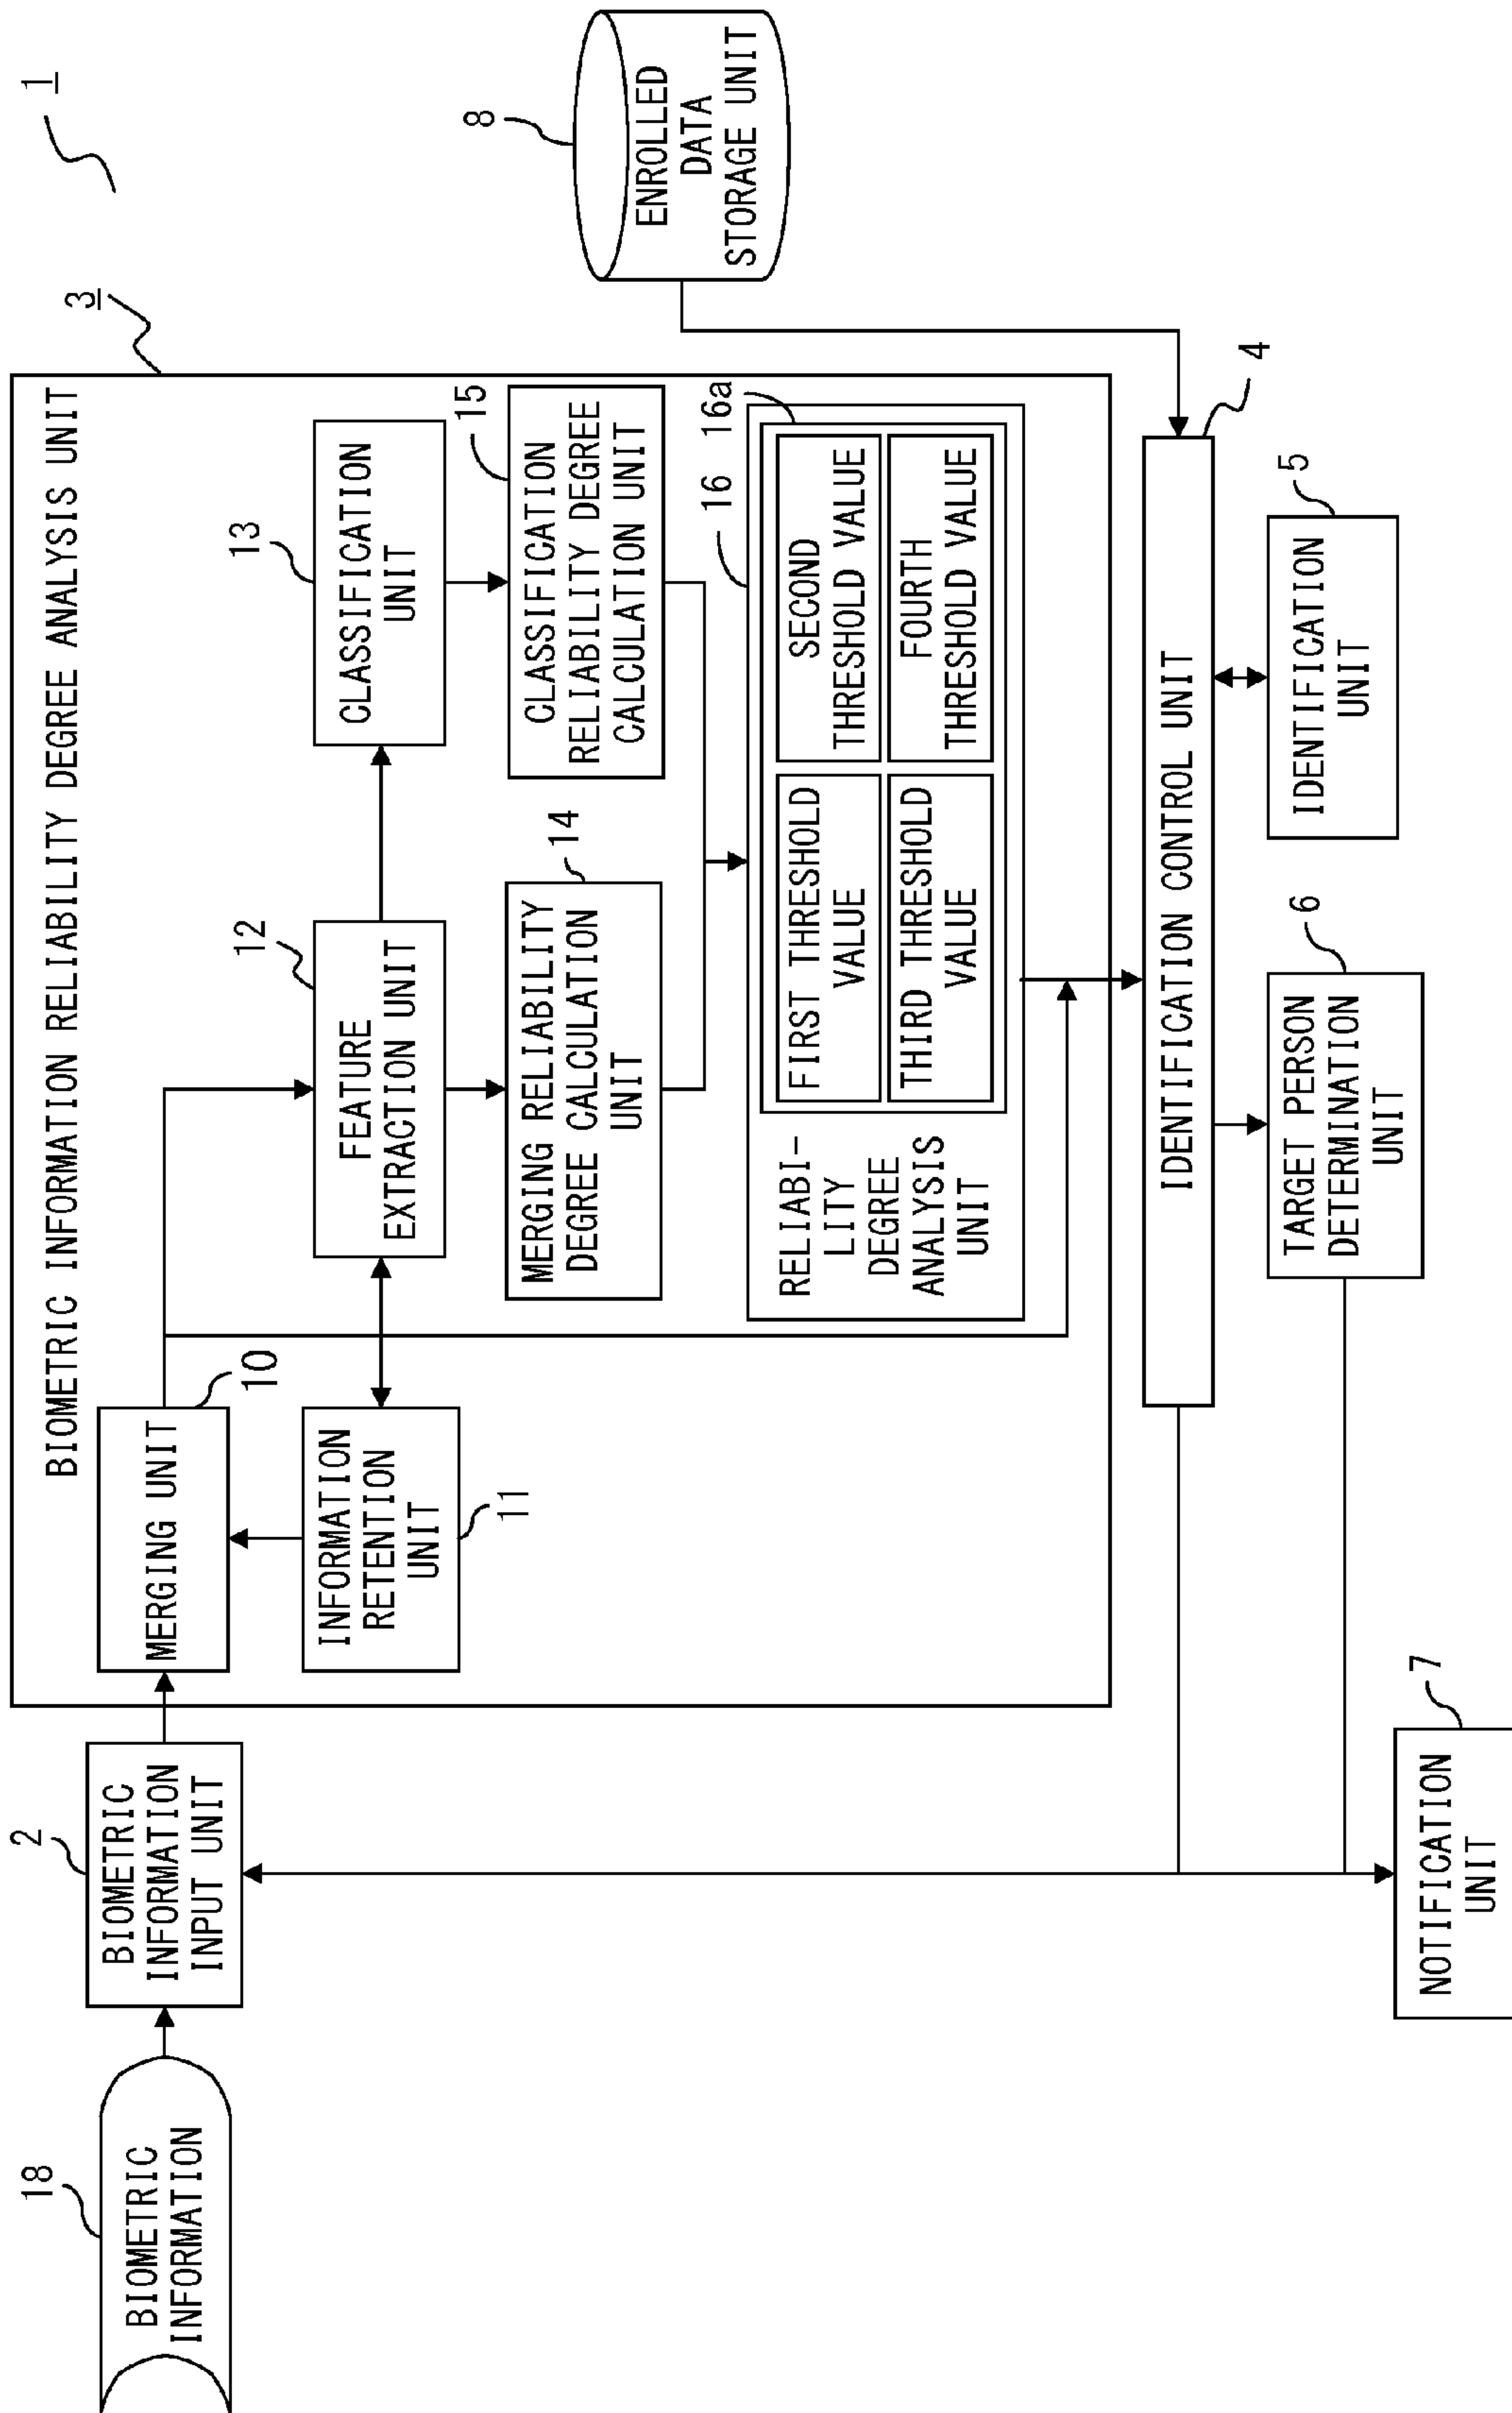 1
18
BIOMETRIC
INFORMATION
2
BIOMETRIC
INFORMATION
INPUT UNIT
3
BIOMETRIC INFORMATION RELIABILITY DEGREE ANALYSIS UNIT
MERGING UNIT
10
INFORMATION
RETENTION
UNIT
11
12
FEATURE
EXTRACTION UNIT
13
CLASSIFICATION
UNIT
14
MERGING RELIABILITY
DEGREE CALCULATION
UNIT
15
CLASSIFICATION
RELIABILITY DEGREE
CALCULATION UNIT
16
16a
RELIABI-
LITY
DEGREE
ANALYSIS
UNIT
FIRST THRESHOLD
VALUE
SECOND
THRESHOLD VALUE
THIRD THRESHOLD
VALUE
FOURTH
THRESHOLD VALUE
8
ENROLLED
DATA
STORAGE UNIT
4
IDENTIFICATION CONTROL UNIT
5
IDENTIFICATION
UNIT
6
TARGET PERSON
DETERMINATION
UNIT
7
NOTIFICATION
UNIT